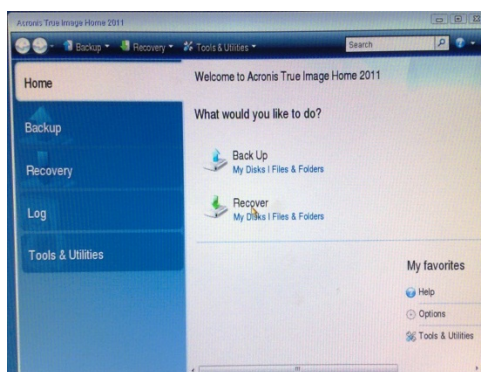 Acronis True Image Home 2011
Backup Recovery Tools & Utilities Search
Home
Backup
Recovery
Log
Tools & Utilities
Welcome to Acronis True Image Home 2011
What would you like to do?
Back Up
My Disks | Files & Folders
Recover
My Disks | Files & Folders
My favorites
Help
Options
Tools & Utilities